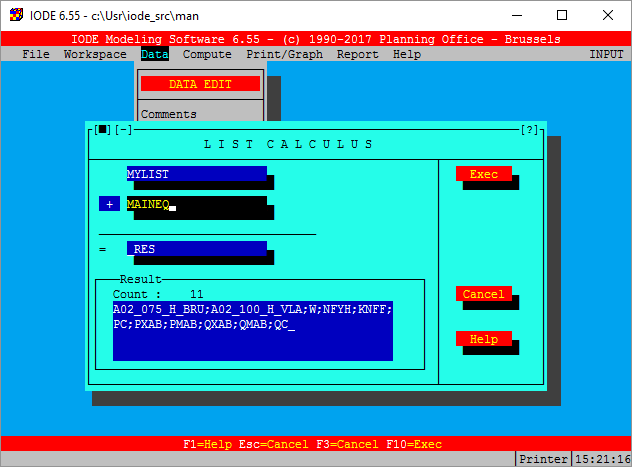 IODE 6.55 - c:\Usr\iode_src\man
IODE Modeling Software 6.55 - (c) 1990-2017 Planning Office - Brussels
File Workspace Data Compute Print/Graph Report Help INPUT
DATA EDIT
Comments
[■][-] [?]
L I S T C A L C U L U S
MYLIST
Exec
+ MAINEQ_
= _RES
Result
Count : 11
A02_075_H_BRU;A02_100_H_VLA;W;NFYH;KNFF;
PC;PXAB;PMAB;QXAB;QMAB;QC_
Cancel
Help
F1=Help Esc=Cancel F3=Cancel F10=Exec
Printer 15:21:16